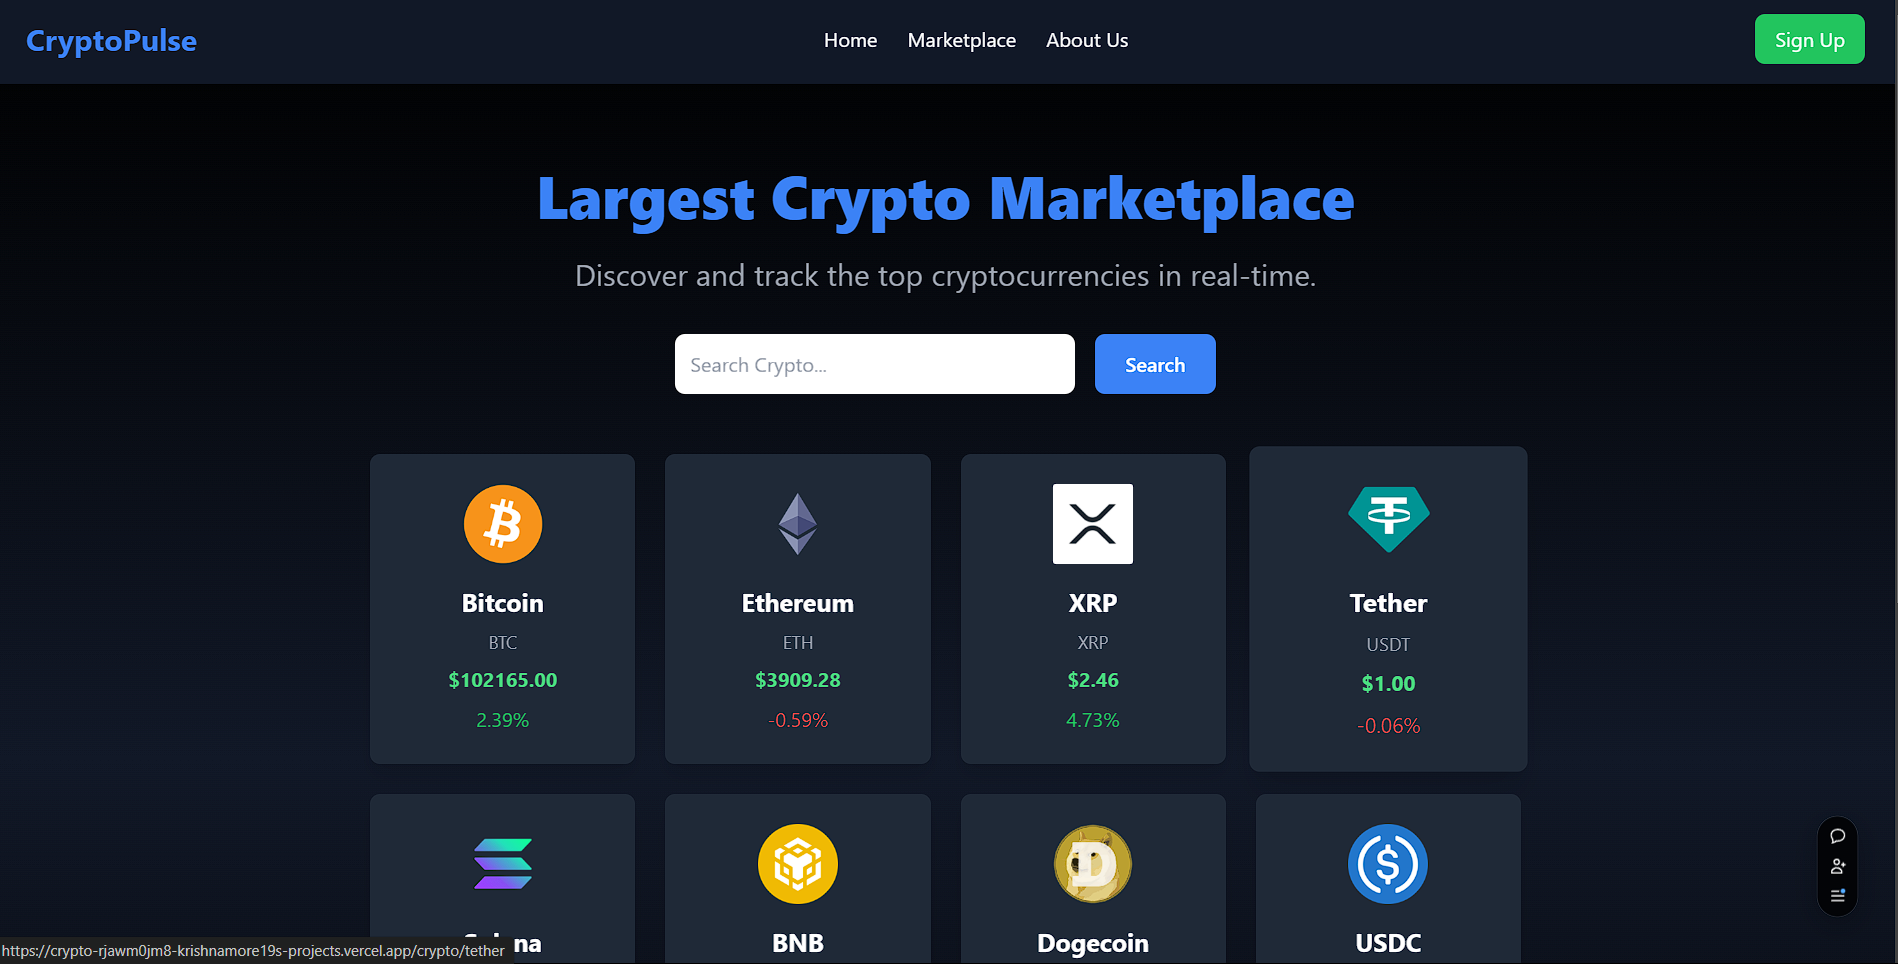 CryptoPulse
Home Marketplace About Us
Sign Up
Largest Crypto Marketplace
Discover and track the top cryptocurrencies in real-time.
Search Crypto...
Search
Bitcoin
BTC
$102165.00
2.39%
Ethereum
ETH
$3909.28
-0.59%
XRP
XRP
$2.46
4.73%
Tether
USDT
$1.00
-0.06%
BNB
Dogecoin
USDC
https://crypto-rjawm0jm8-krishnamore19s-projects.vercel.app/crypto/tether